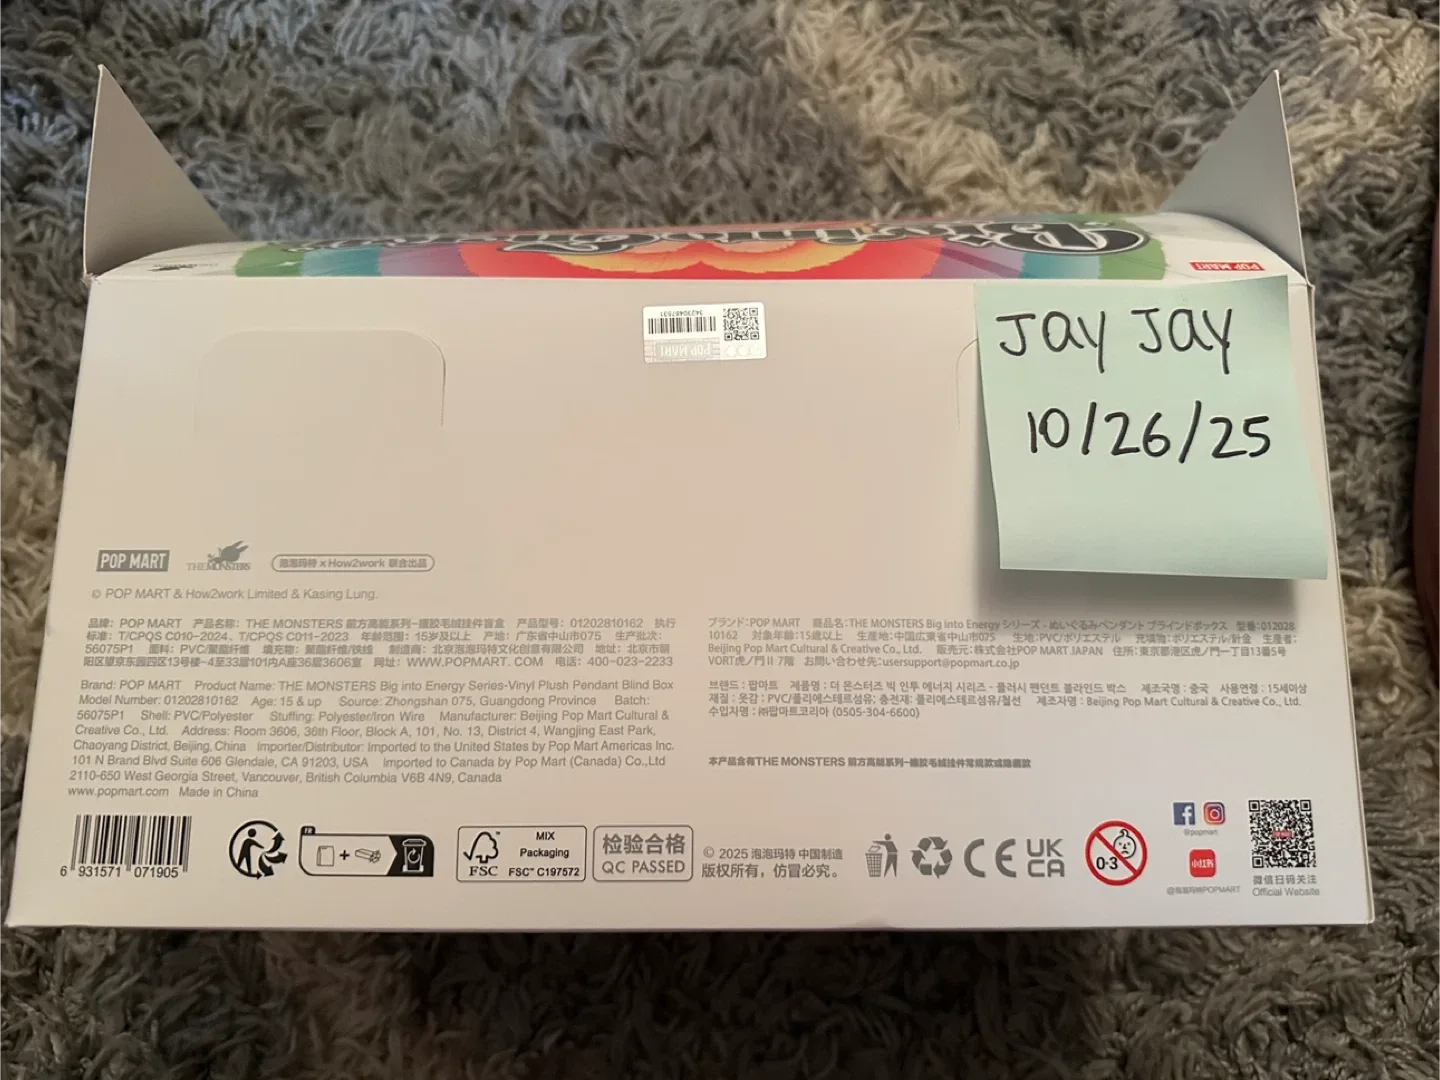 POP MART
34230487531
POP MART
Jay Jay
10/26/25
POP MART
THE MONSTERS
泡泡玛特 x How2work 联合出品
© POP MART & How2work Limited & Kasing Lung.
品牌：POP MART 产品名称：THE MONSTERS 前方高能系列-搪胶毛绒挂件盲盒 产品型号：01202810162 执行
标准：T/CPQS C010-2024、T/CPQS C011-2023 年龄范围：15岁及以上 产地：广东省中山市075 生产批次：
56075P1 面料：PVC/聚酯纤维 填充物：聚酯纤维/铁线 制造商：北京泡泡玛特文化创意有限公司 地址：北京市朝
阳区望京东园四区13号楼-4至33层101内A座36层3606室 网址：WWW.POPMART.COM 电话：400-023-2233
Brand: POP MART Product Name: THE MONSTERS Big into Energy Series-Vinyl Plush Pendant Blind Box
Model Number: 01202810162 Age: 15 & up Source: Zhongshan 075, Guangdong Province Batch:
56075P1 Shell: PVC/Polyester Stuffing: Polyester/Iron Wire Manufacturer: Beijing Pop Mart Cultural &
Creative Co., Ltd. Address: Room 3606, 36th Floor, Block A, 101, No. 13, District 4, Wangjing East Park,
Chaoyang District, Beijing, China Importer/Distributor: Imported to the United States by Pop Mart Americas Inc.
101 N Brand Blvd Suite 606 Glendale, CA 91203, USA Imported to Canada by Pop Mart (Canada) Co.,Ltd
2110-650 West Georgia Street, Vancouver, British Columbia V6B 4N9, Canada
www.popmart.com Made in China
ブランド:POP MART 商品名:THE MONSTERS Big into Energy シリーズ - ぬいぐるみペンダント ブラインドボックス 型番:012028
10162 対象年齢:15歳以上 生産地:中国広東省中山市075 生地:PVC/ポリエステル 充填物:ポリエステル/針金 生産者:
Beijing Pop Mart Cultural & Creative Co., Ltd. 販売元:株式会社POP MART JAPAN 住所:東京都港区虎ノ門一丁目13番5号
VORT虎ノ門II 7階 お問い合わせ先:usersupport@popmart.co.jp
브랜드 : 팝마트 제품명 : 더 몬스터즈 빅 인투 에너지 시리즈 - 플러시 펜던트 블라인드 박스 제조국명 : 중국 사용연령 : 15세이상
재질 : 옷감 : PVC/폴리에스테르섬유; 충전재: 폴리에스테르섬유/철선 제조자명 : Beijing Pop Mart Cultural & Creative Co., Ltd.
수입자명 : ㈜팝마트코리아 (0505-304-6600)
本产品含有THE MONSTERS 前方高能系列-搪胶毛绒挂件常规款或隐藏款
6 931571 071905
FR
FSC
MIX
Packaging
FSC™ C197572
检验合格
QC PASSED
© 2025 泡泡玛特 中国制造
版权所有，仿冒必究。
CE
UK
CA
0-3
@popmart
小红书
@泡泡玛特POPMART
微信扫码关注
Official Website